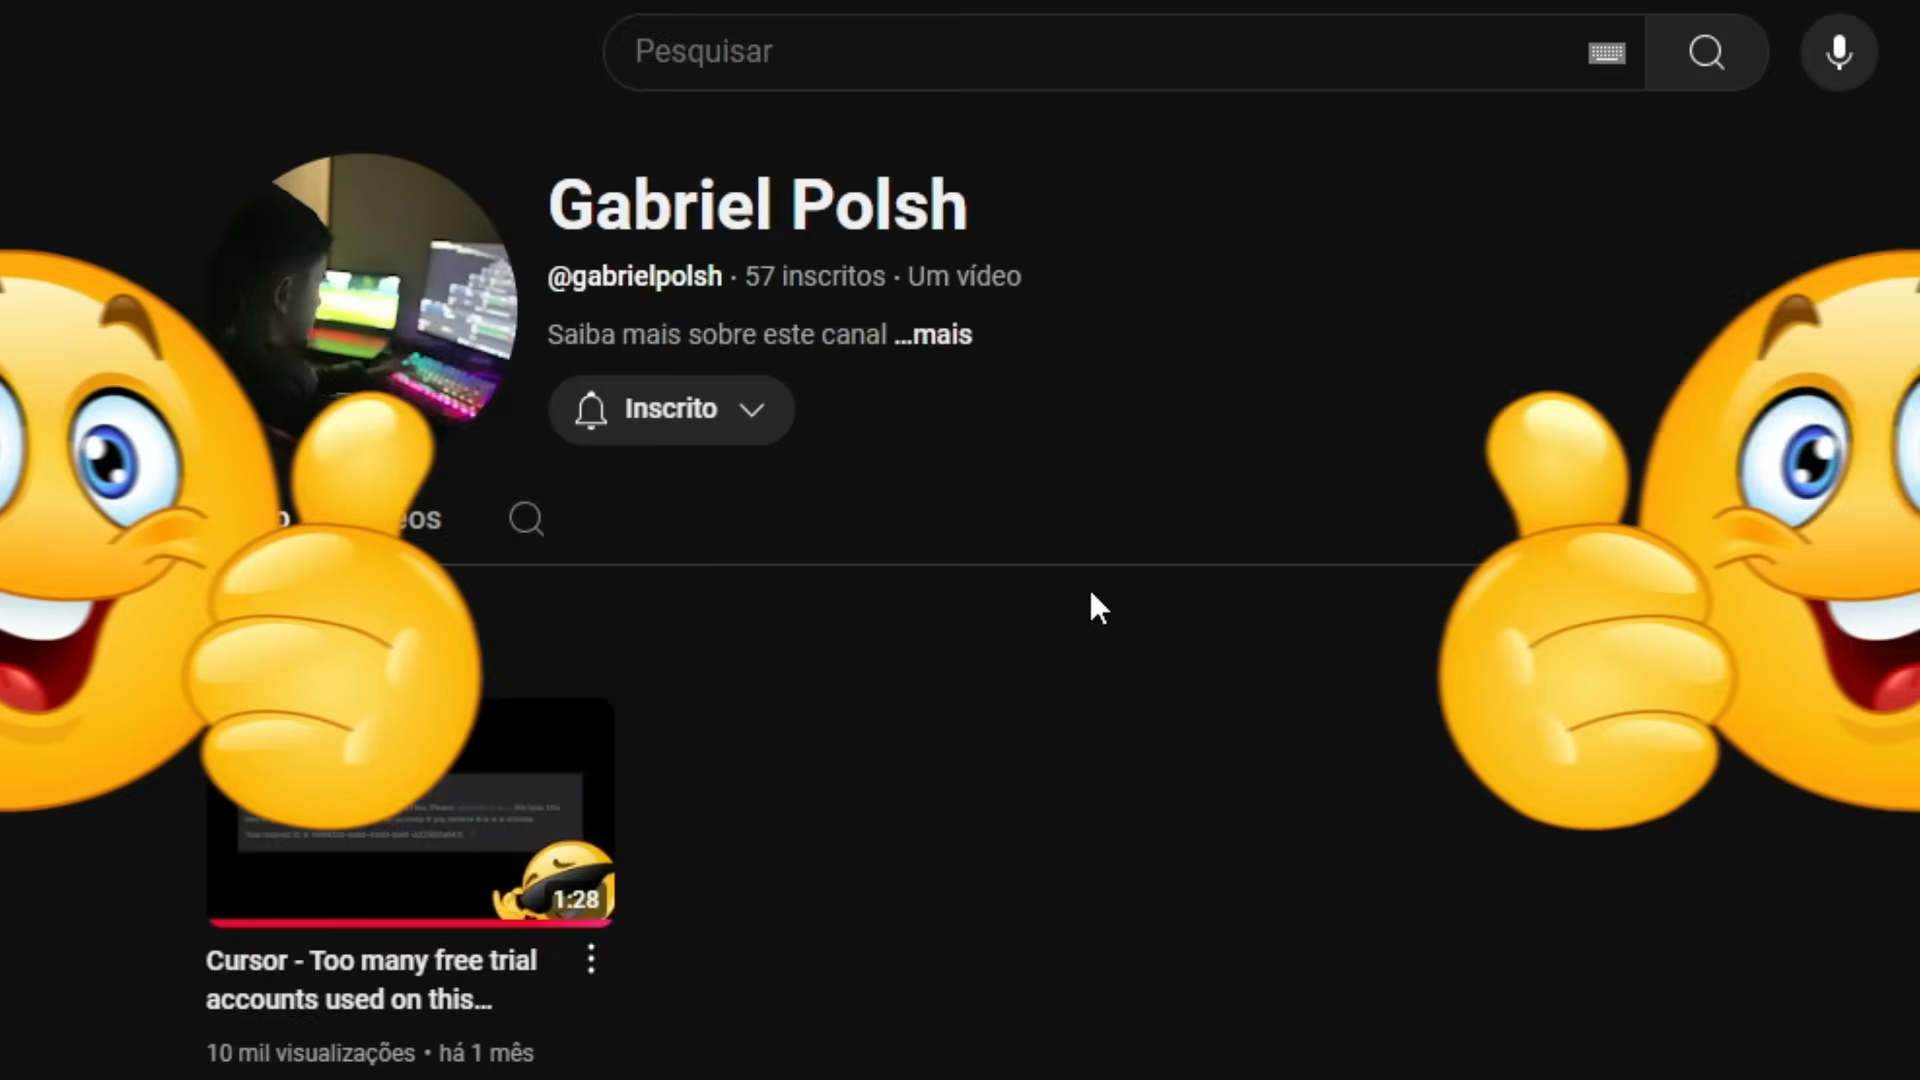 Pesquisar
Gabriel Polsh
@gabrielpolsh · 57 inscritos · Um vídeo
Saiba mais sobre este canal ...mais
Inscrito
1:28
Cursor - Too many free trial
accounts used on this...
10 mil visualizações • há 1 mês